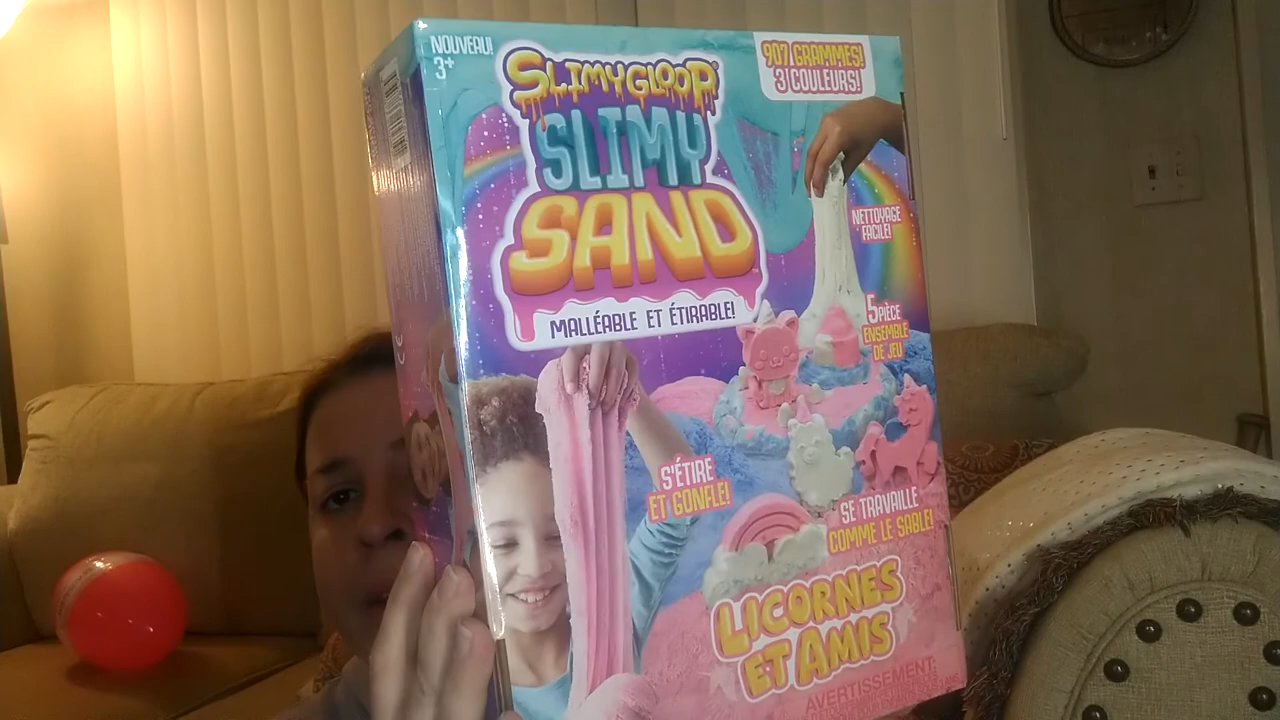 NOUVEAU!
3+
SLIMYGLOOP
SLIMY
SAND
MALLÉABLE ET ÉTIRABLE!
907 GRAMMES!
3 COULEURS!
NETTOYAGE
FACILE!
5 PIÈCE
ENSEMBLE
DE JEU
S'ÉTIRE
ET GONFLE!
SE TRAVAILLE
COMME LE SABLE!
LICORNES
ET AMIS
AVERTISSEMENT: